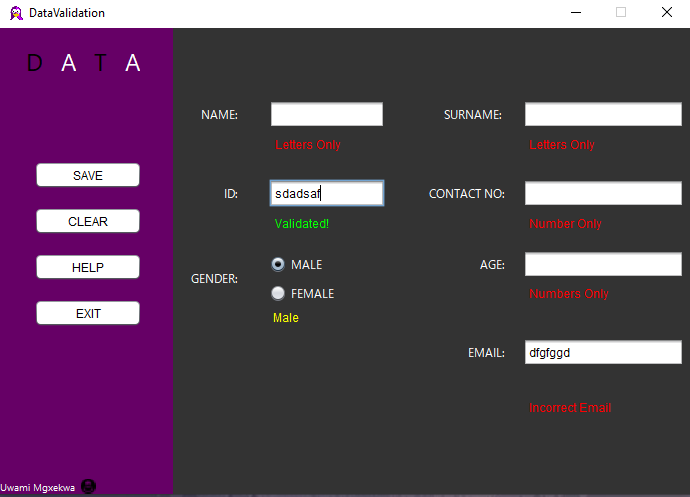 DataValidation
D A T A
SAVE
CLEAR
HELP
EXIT
Uwami Mgxekwa
NAME:
Letters Only
SURNAME:
Letters Only
ID: sdadsaf
Validated!
CONTACT NO:
Number Only
GENDER:
MALE
FEMALE
Male
AGE:
Numbers Only
EMAIL: dfgfggd
Incorrect Email